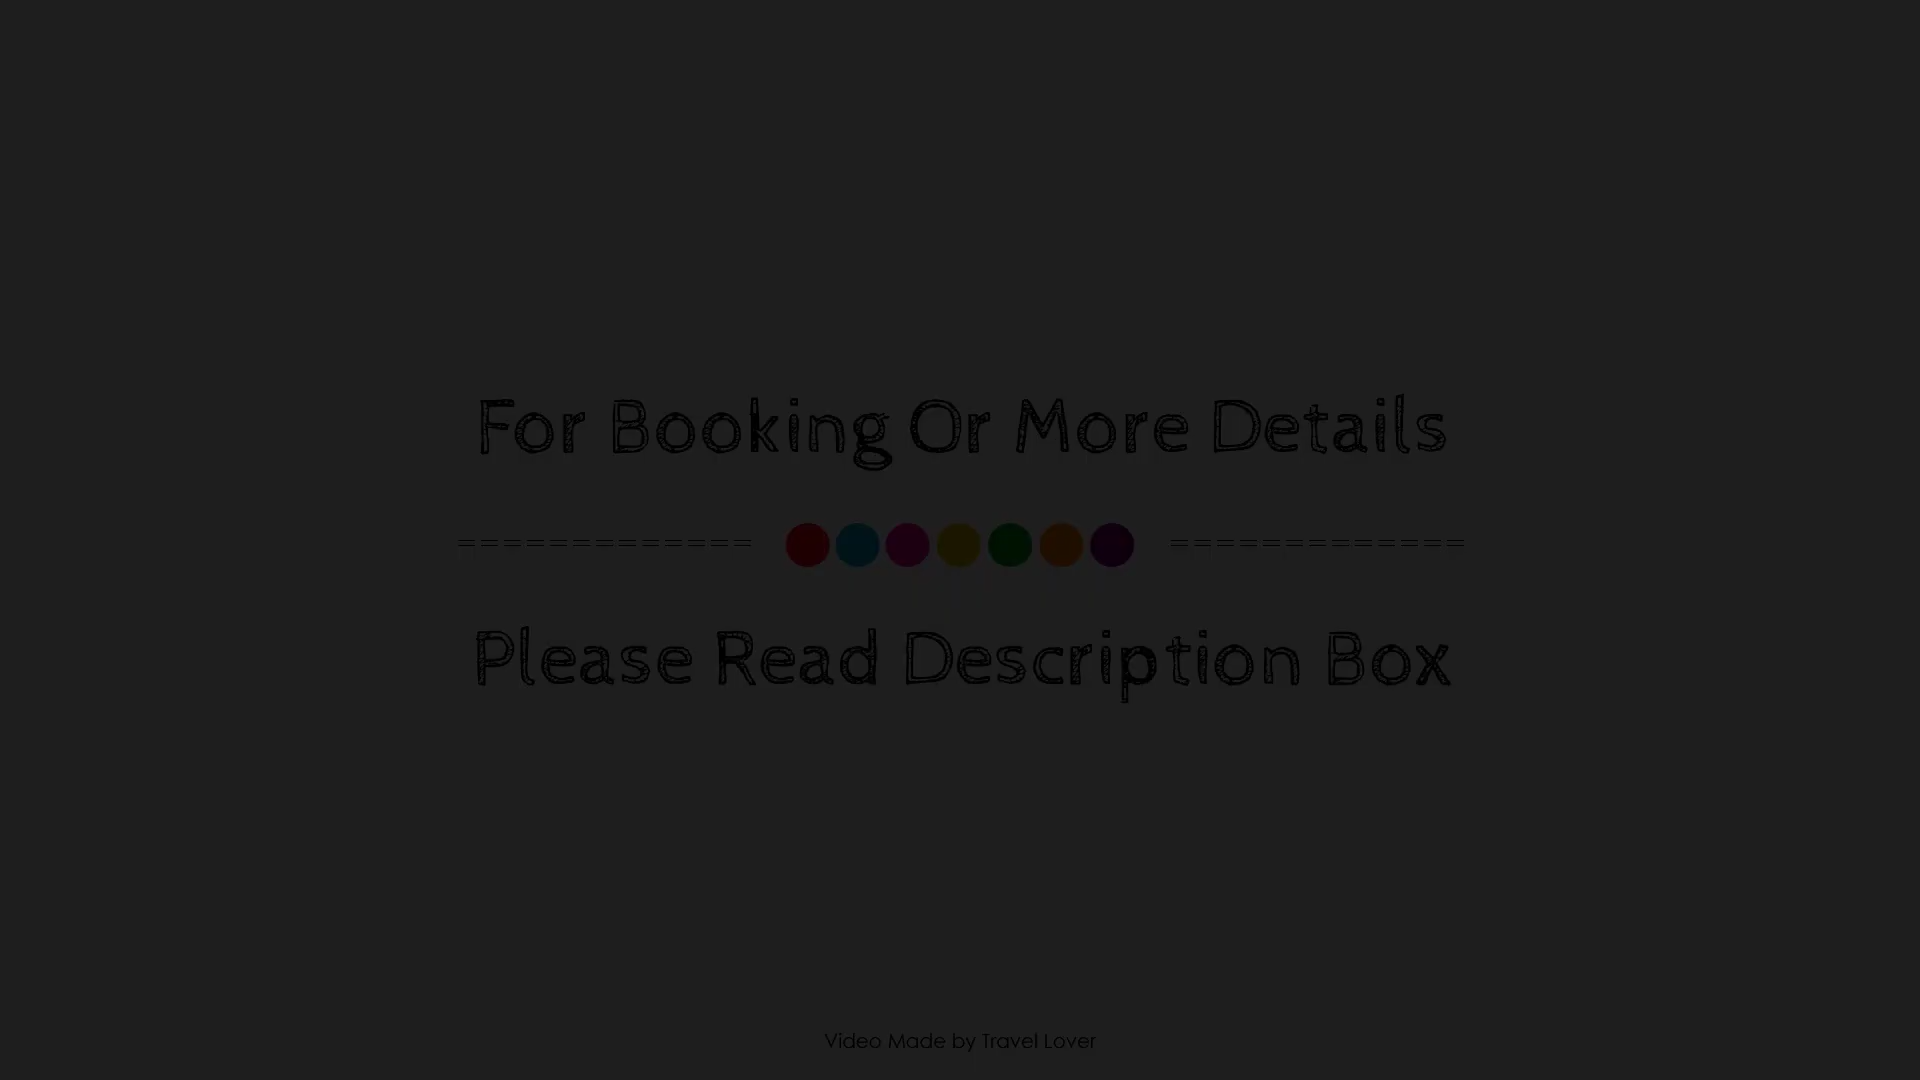 For Booking Or More Details
============= =============
Please Read Description Box
Video Made by Travel Lover